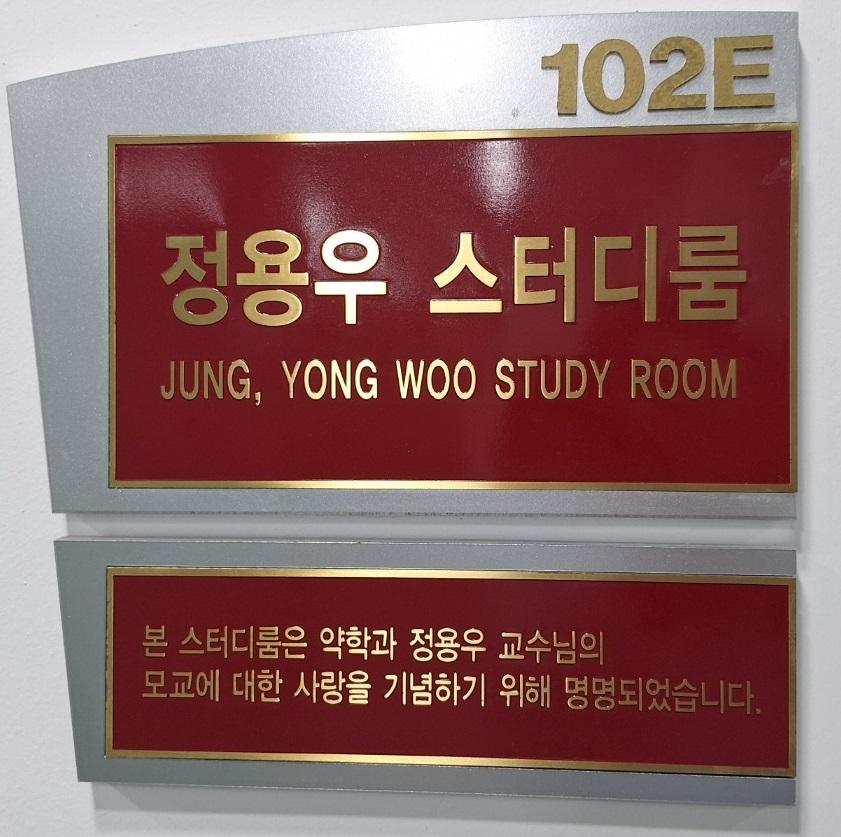 102E
정용우 스터디룸
JUNG, YONG WOO STUDY ROOM
본 스터디룸은 약학과 정용우 교수님의
모교에 대한 사랑을 기념하기 위해 명명되었습니다.